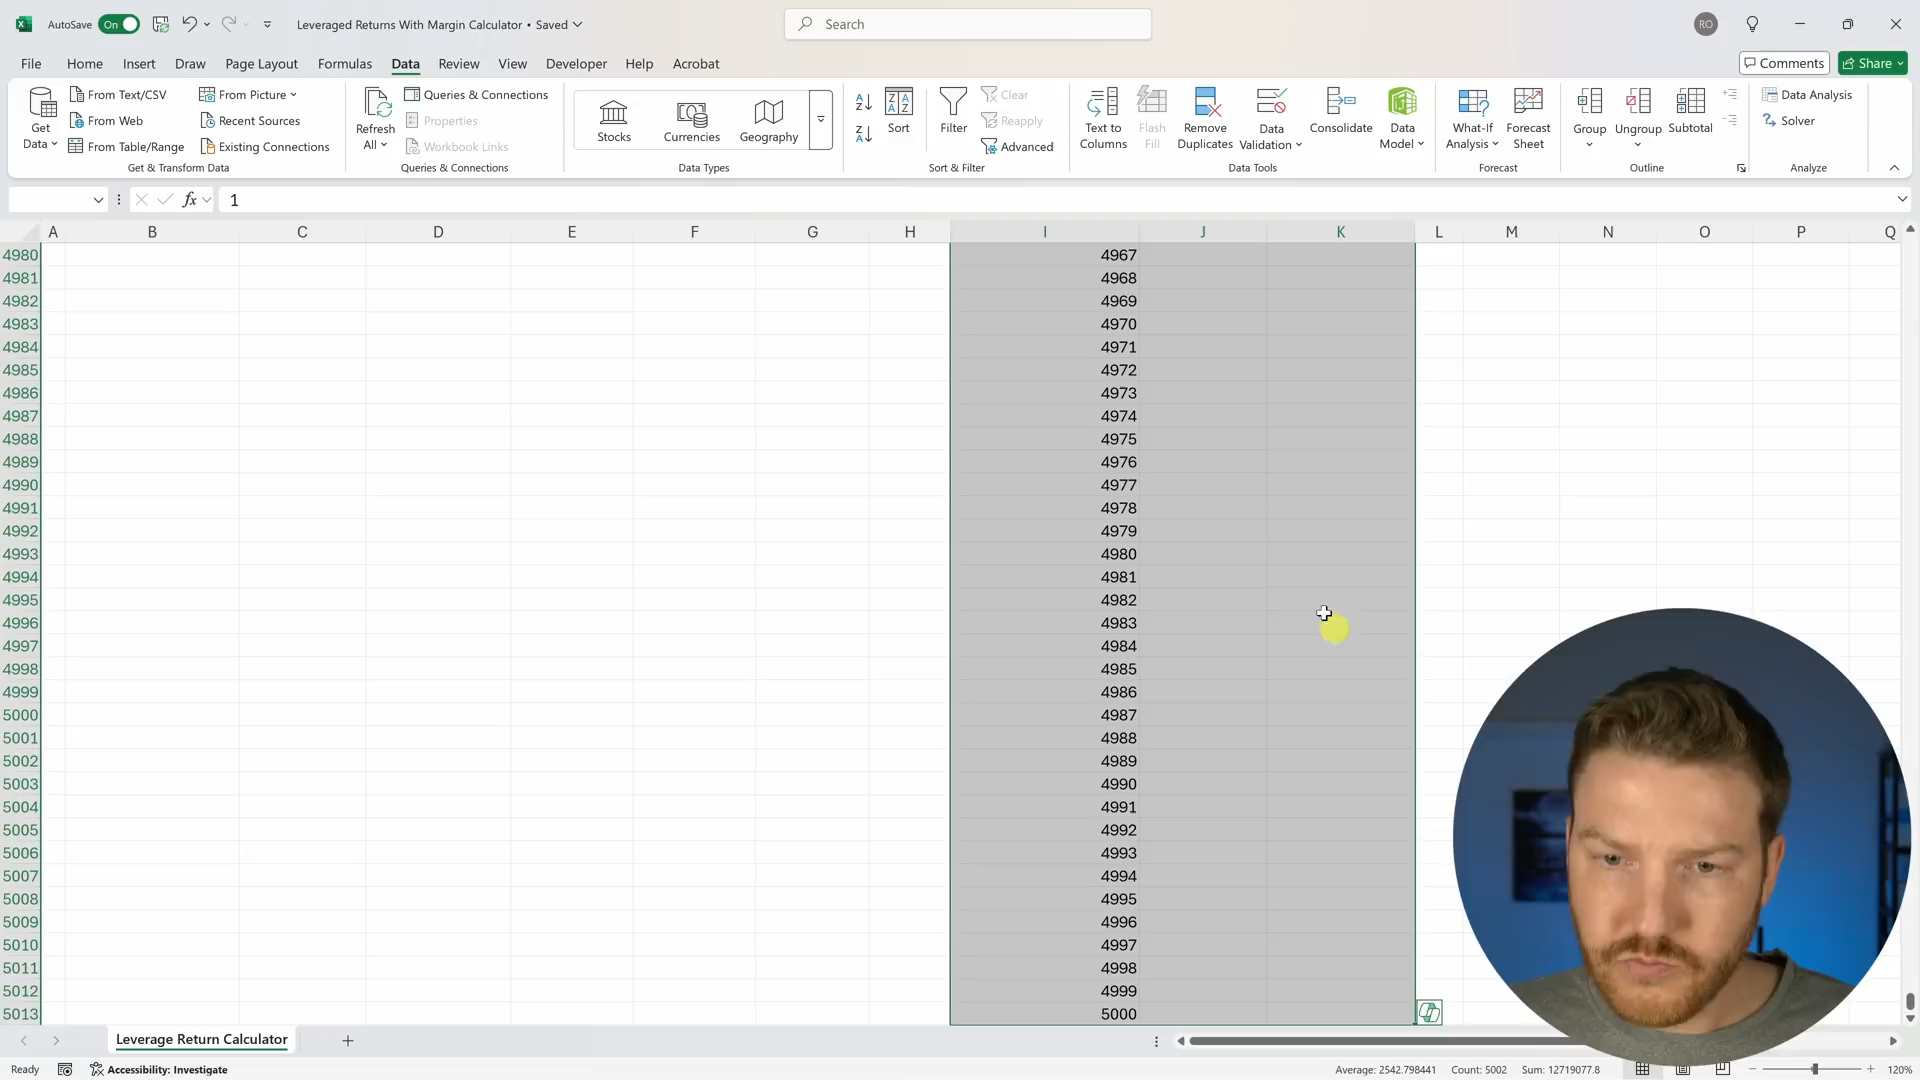 AutoSave On Leveraged Returns With Margin Calculator • Saved Search RO
File Home Insert Draw Page Layout Formulas Data Review View Developer Help Acrobat Comments Share
Get Data
From Text/CSV
From Web
From Table/Range
From Picture
Recent Sources
Existing Connections
Get & Transform Data
Refresh All
Queries & Connections
Properties
Workbook Links
Queries & Connections
Stocks Currencies Geography
Data Types
Sort Filter
Clear
Reapply
Advanced
Sort & Filter
Text to Columns
Flash Fill
Remove Duplicates
Data Validation
Consolidate
Data Model
Data Tools
What-If Analysis
Forecast Sheet
Forecast
Group Ungroup Subtotal
Outline
Data Analysis
Solver
Analyze
fx 1
A B C D E F G H I J K L M N O P Q
4980 4967
4981 4968
4982 4969
4983 4970
4984 4971
4985 4972
4986 4973
4987 4974
4988 4975
4989 4976
4990 4977
4991 4978
4992 4979
4993 4980
4994 4981
4995 4982
4996 4983
4997 4984
4998 4985
4999 4986
5000 4987
5001 4988
5002 4989
5003 4990
5004 4991
5005 4992
5006 4993
5007 4994
5008 4995
5009 4996
5010 4997
5011 4998
5012 4999
5013 5000
Leverage Return Calculator
Ready Accessibility: Investigate Average: 2542.798441 Count: 5002 Sum: 12719077.8 120%